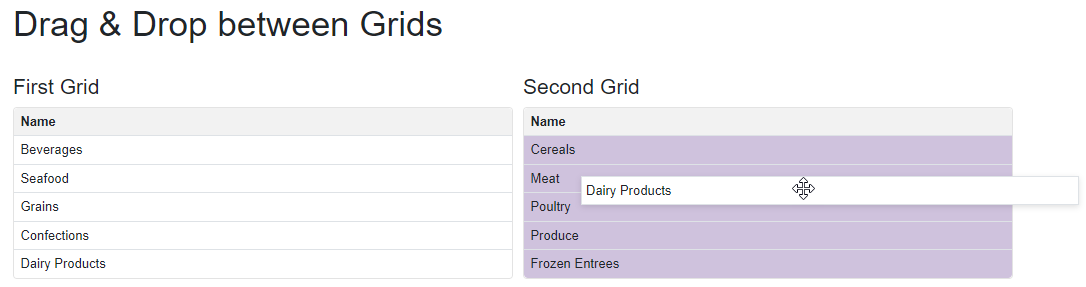 Drag & Drop between Grids
First Grid
Name
Beverages
Seafood
Grains
Confections
Dairy Products
Second Grid
Name
Cereals
Meat
Dairy Products
Poultry
Produce
Frozen Entrees